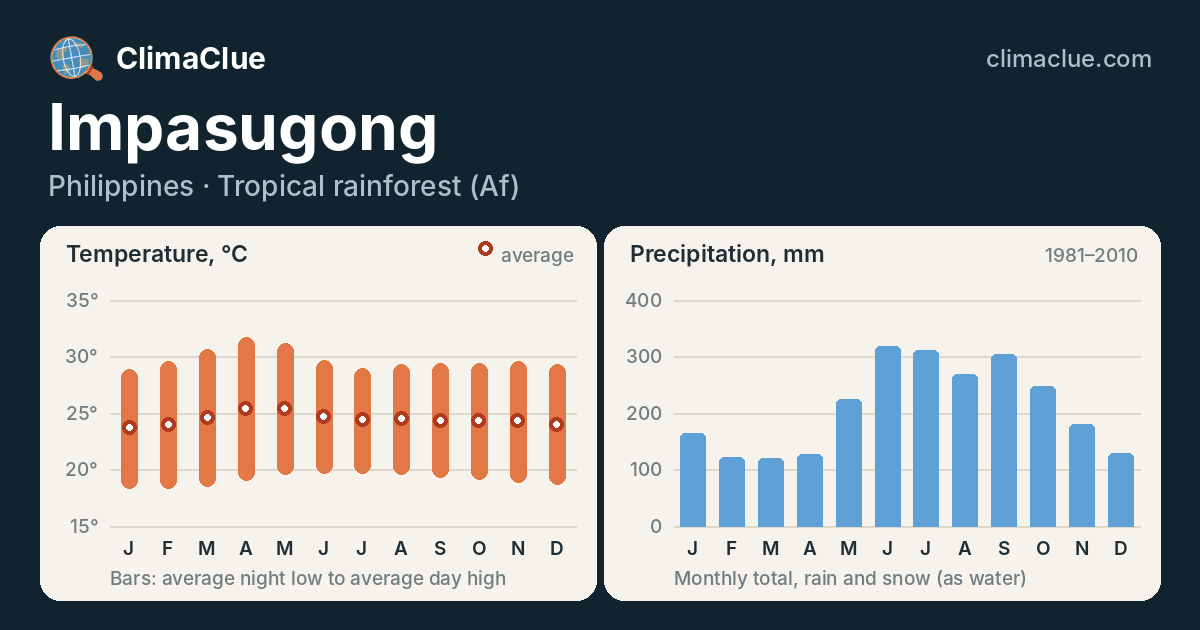 ClimaClue
climaclue.com
Impasugong
Philippines · Tropical rainforest (Af)
Temperature, °C
average
35°
30°
25°
20°
15°
J F M A M J J A S O N D
Bars: average night low to average day high
Precipitation, mm
1981–2010
400
300
200
100
0
J F M A M J J A S O N D
Monthly total, rain and snow (as water)